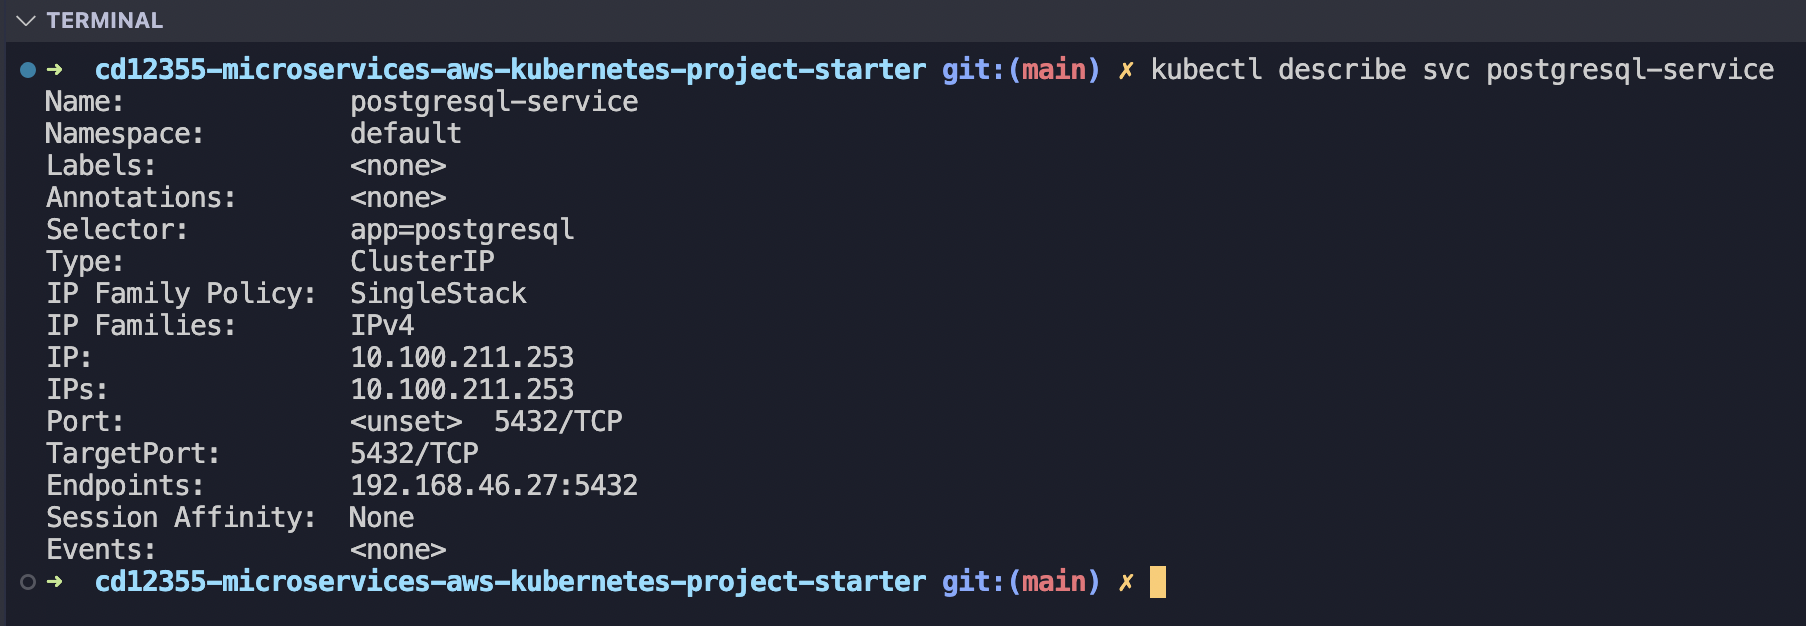 TERMINAL
➜ cd12355-microservices-aws-kubernetes-project-starter git:(main) ✗ kubectl describe svc postgresql-service
Name: postgresql-service
Namespace: default
Labels: <none>
Annotations: <none>
Selector: app=postgresql
Type: ClusterIP
IP Family Policy: SingleStack
IP Families: IPv4
IP: 10.100.211.253
IPs: 10.100.211.253
Port: <unset> 5432/TCP
TargetPort: 5432/TCP
Endpoints: 192.168.46.27:5432
Session Affinity: None
Events: <none>
➜ cd12355-microservices-aws-kubernetes-project-starter git:(main) ✗